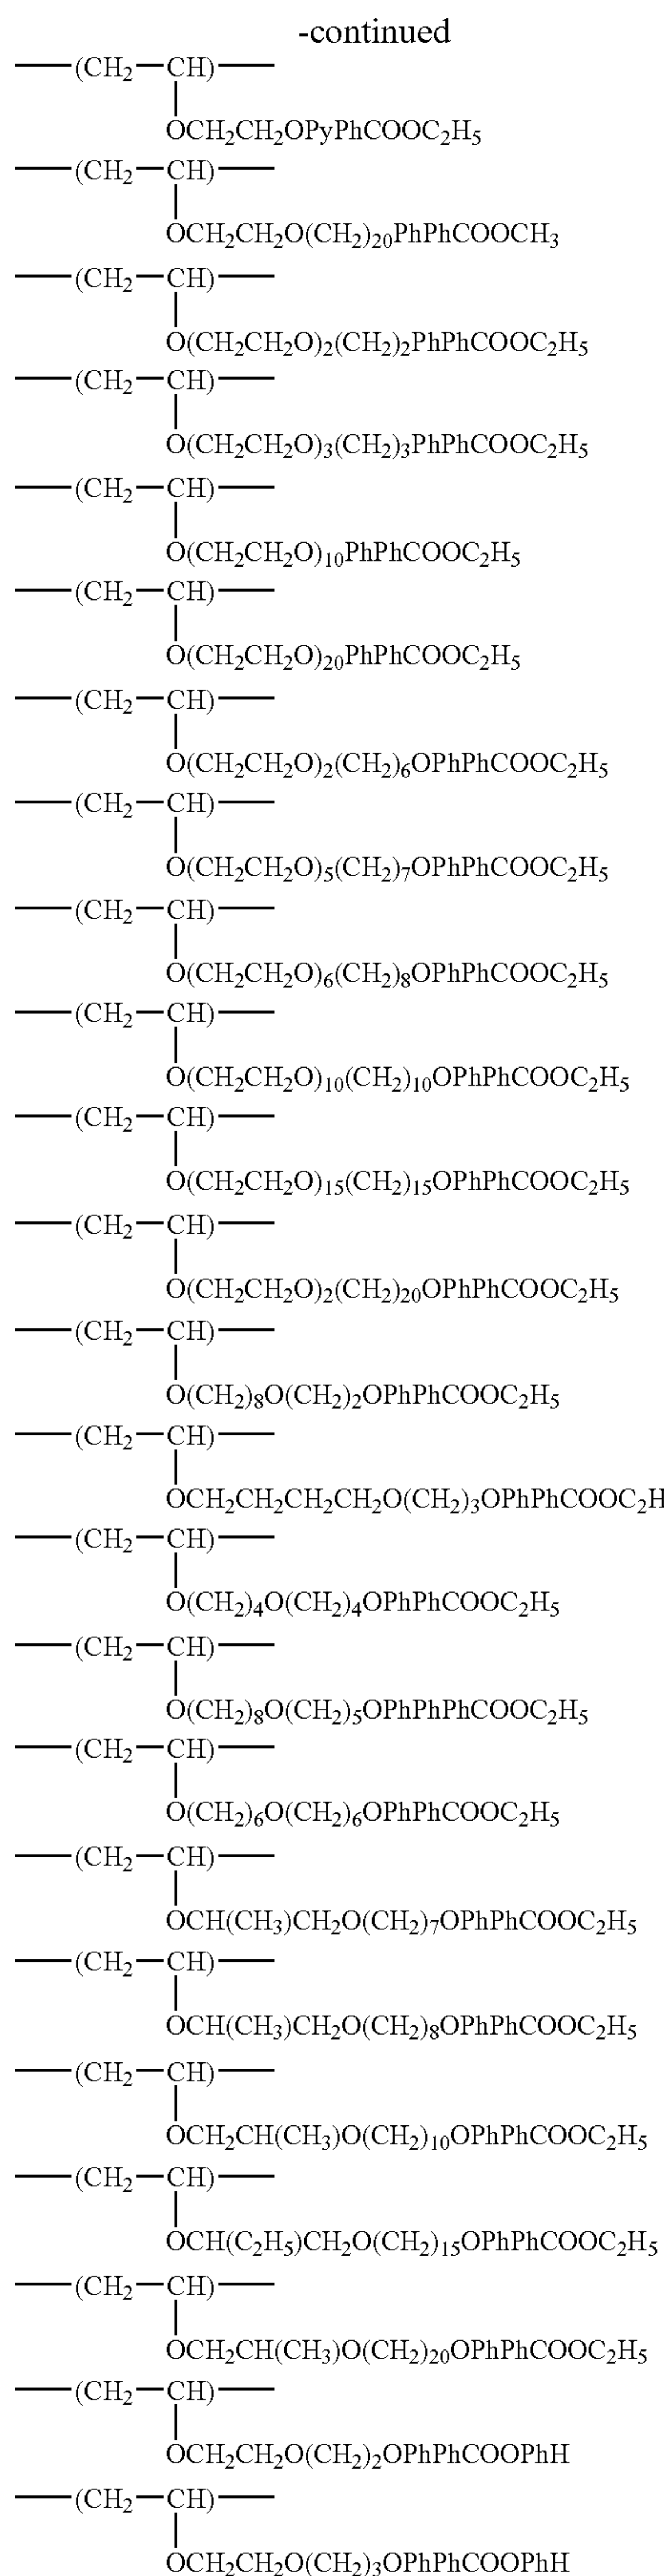 -continued
(CH₂—CH)
OCH₂CH₂OPyPhCOOC₂H₅
(CH₂—CH)
OCH₂CH₂O(CH₂)₂₀PhPhCOOCH₃
(CH₂—CH)
O(CH₂CH₂O)₂(CH₂)₂PhPhCOOC₂H₅
(CH₂—CH)
O(CH₂CH₂O)₃(CH₂)₃PhPhCOOC₂H₅
(CH₂—CH)
O(CH₂CH₂O)₁₀PhPhCOOC₂H₅
(CH₂—CH)
O(CH₂CH₂O)₂₀PhPhCOOC₂H₅
(CH₂—CH)
O(CH₂CH₂O)₂(CH₂)₆OPhPhCOOC₂H₅
(CH₂—CH)
O(CH₂CH₂O)₅(CH₂)₇OPhPhCOOC₂H₅
(CH₂—CH)
O(CH₂CH₂O)₆(CH₂)₈OPhPhCOOC₂H₅
(CH₂—CH)
O(CH₂CH₂O)₁₀(CH₂)₁₀OPhPhCOOC₂H₅
(CH₂—CH)
O(CH₂CH₂O)₁₅(CH₂)₁₅OPhPhCOOC₂H₅
(CH₂—CH)
O(CH₂CH₂O)₂(CH₂)₂₀OPhPhCOOC₂H₅
(CH₂—CH)
O(CH₂)₈O(CH₂)₂OPhPhCOOC₂H₅
(CH₂—CH)
OCH₂CH₂CH₂CH₂O(CH₂)₃OPhPhCOOC₂H
(CH₂—CH)
O(CH₂)₄O(CH₂)₄OPhPhCOOC₂H₅
(CH₂—CH)
O(CH₂)₈O(CH₂)₅OPhPhPhCOOC₂H₅
(CH₂—CH)
O(CH₂)₆O(CH₂)₆OPhPhCOOC₂H₅
(CH₂—CH)
OCH(CH₃)CH₂O(CH₂)₇OPhPhCOOC₂H₅
(CH₂—CH)
OCH(CH₃)CH₂O(CH₂)₈OPhPhCOOC₂H₅
(CH₂—CH)
OCH₂CH(CH₃)O(CH₂)₁₀OPhPhCOOC₂H₅
(CH₂—CH)
OCH(C₂H₅)CH₂O(CH₂)₁₅OPhPhCOOC₂H₅
(CH₂—CH)
OCH₂CH(CH₃)O(CH₂)₂₀OPhPhCOOC₂H₅
(CH₂—CH)
OCH₂CH₂O(CH₂)₂OPhPhCOOPhH
(CH₂—CH)
OCH₂CH₂O(CH₂)₃OPhPhCOOPhH